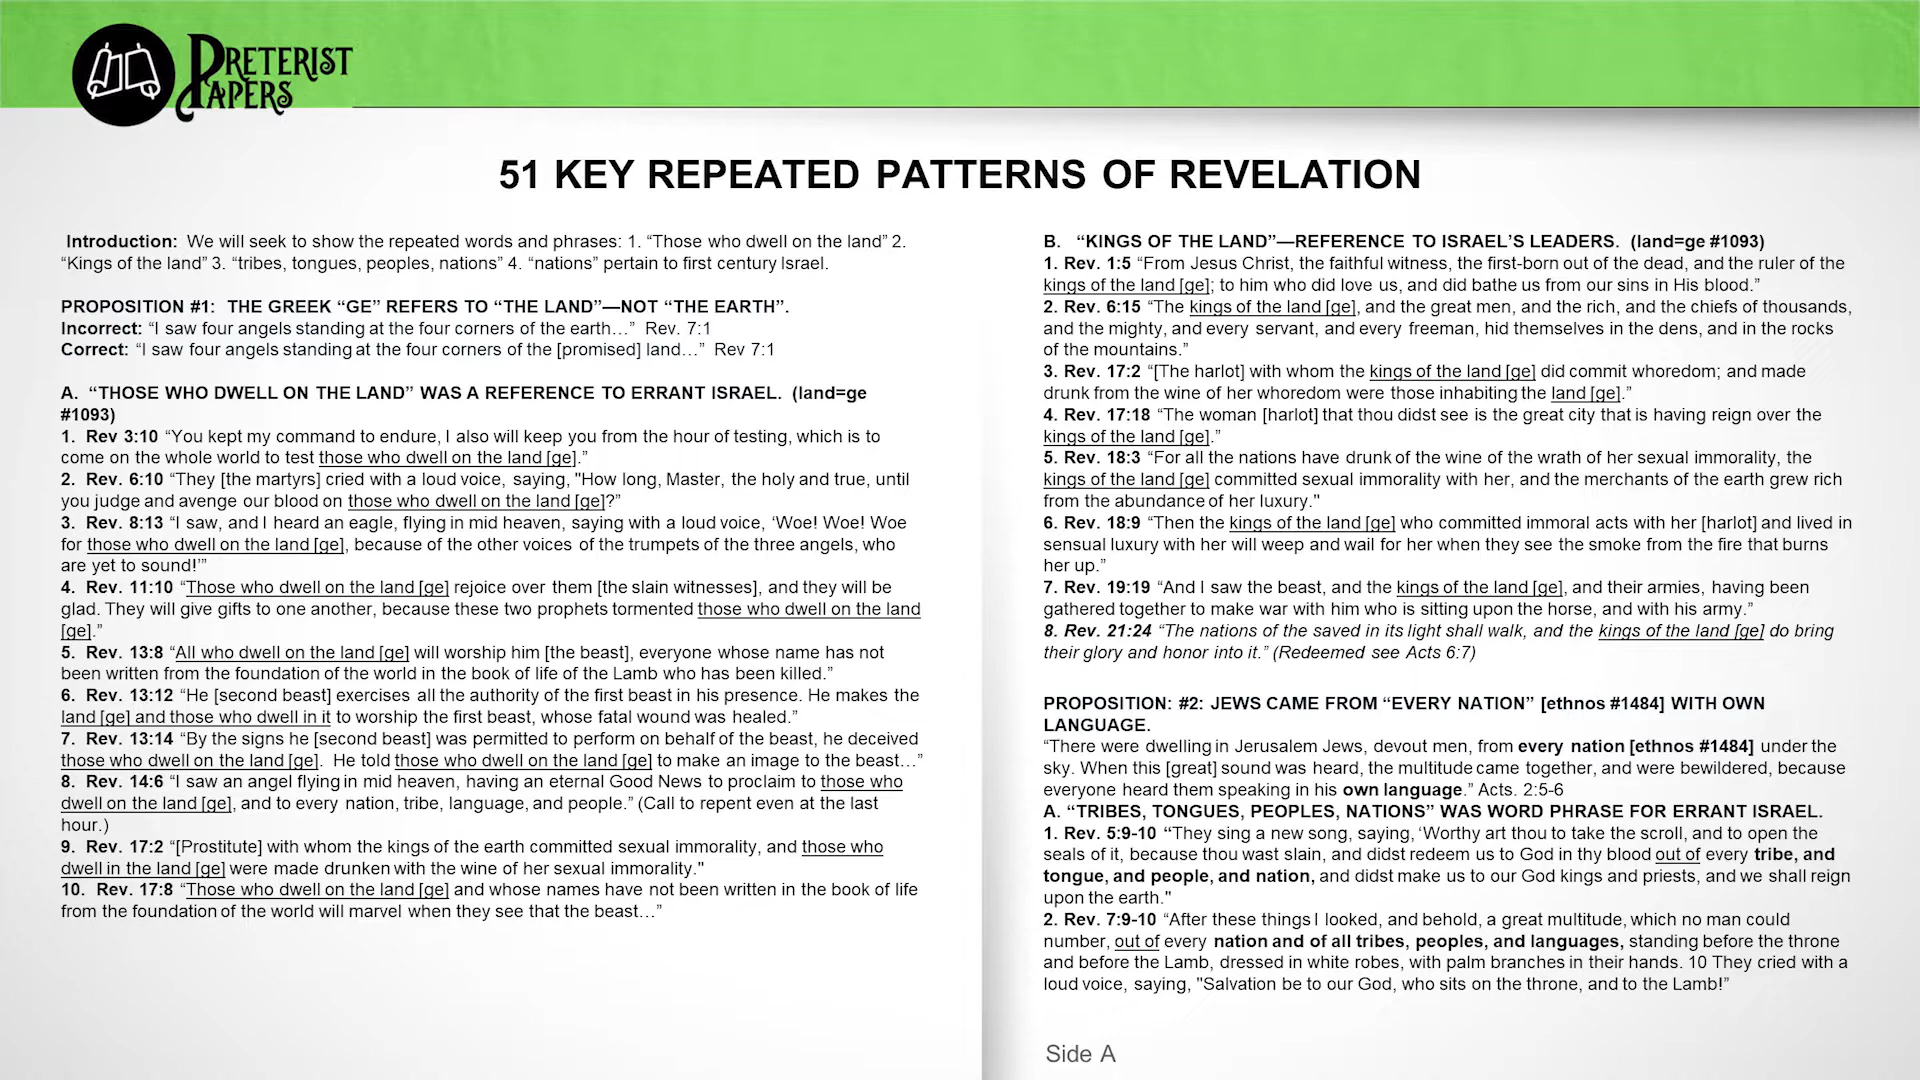 PRETERIST
PAPERS
51 KEY REPEATED PATTERNS OF REVELATION
Introduction: We will seek to show the repeated words and phrases: 1. “Those who dwell on the land” 2.
“Kings of the land” 3. “tribes, tongues, peoples, nations” 4. “nations” pertain to first century Israel.
PROPOSITION #1: THE GREEK “GE” REFERS TO “THE LAND”—NOT “THE EARTH”.
Incorrect: “I saw four angels standing at the four corners of the earth…” Rev. 7:1
Correct: “I saw four angels standing at the four corners of the [promised] land…” Rev 7:1
A. “THOSE WHO DWELL ON THE LAND” WAS A REFERENCE TO ERRANT ISRAEL. (land=ge
#1093)
1. Rev 3:10 “You kept my command to endure, I also will keep you from the hour of testing, which is to
come on the whole world to test those who dwell on the land [ge].”
2. Rev. 6:10 “They [the martyrs] cried with a loud voice, saying, "How long, Master, the holy and true, until
you judge and avenge our blood on those who dwell on the land [ge]?”
3. Rev. 8:13 “I saw, and I heard an eagle, flying in mid heaven, saying with a loud voice, ‘Woe! Woe! Woe
for those who dwell on the land [ge], because of the other voices of the trumpets of the three angels, who
are yet to sound!’”
4. Rev. 11:10 “Those who dwell on the land [ge] rejoice over them [the slain witnesses], and they will be
glad. They will give gifts to one another, because these two prophets tormented those who dwell on the land
[ge].”
5. Rev. 13:8 “All who dwell on the land [ge] will worship him [the beast], everyone whose name has not
been written from the foundation of the world in the book of life of the Lamb who has been killed.”
6. Rev. 13:12 “He [second beast] exercises all the authority of the first beast in his presence. He makes the
land [ge] and those who dwell in it to worship the first beast, whose fatal wound was healed.”
7. Rev. 13:14 “By the signs he [second beast] was permitted to perform on behalf of the beast, he deceived
those who dwell on the land [ge]. He told those who dwell on the land [ge] to make an image to the beast…”
8. Rev. 14:6 “I saw an angel flying in mid heaven, having an eternal Good News to proclaim to those who
dwell on the land [ge], and to every nation, tribe, language, and people.” (Call to repent even at the last
hour.)
9. Rev. 17:2 “[Prostitute] with whom the kings of the earth committed sexual immorality, and those who
dwell in the land [ge] were made drunken with the wine of her sexual immorality."
10. Rev. 17:8 “Those who dwell on the land [ge] and whose names have not been written in the book of life
from the foundation of the world will marvel when they see that the beast…”
B. “KINGS OF THE LAND”—REFERENCE TO ISRAEL’S LEADERS. (land=ge #1093)
1. Rev. 1:5 “From Jesus Christ, the faithful witness, the first-born out of the dead, and the ruler of the
kings of the land [ge]; to him who did love us, and did bathe us from our sins in His blood.”
2. Rev. 6:15 “The kings of the land [ge], and the great men, and the rich, and the chiefs of thousands,
and the mighty, and every servant, and every freeman, hid themselves in the dens, and in the rocks
of the mountains.”
3. Rev. 17:2 “[The harlot] with whom the kings of the land [ge] did commit whoredom; and made
drunk from the wine of her whoredom were those inhabiting the land [ge].”
4. Rev. 17:18 “The woman [harlot] that thou didst see is the great city that is having reign over the
kings of the land [ge].”
5. Rev. 18:3 “For all the nations have drunk of the wine of the wrath of her sexual immorality, the
kings of the land [ge] committed sexual immorality with her, and the merchants of the earth grew rich
from the abundance of her luxury."
6. Rev. 18:9 “Then the kings of the land [ge] who committed immoral acts with her [harlot] and lived in
sensual luxury with her will weep and wail for her when they see the smoke from the fire that burns
her up.”
7. Rev. 19:19 “And I saw the beast, and the kings of the land [ge], and their armies, having been
gathered together to make war with him who is sitting upon the horse, and with his army.”
8. Rev. 21:24 “The nations of the saved in its light shall walk, and the kings of the land [ge] do bring
their glory and honor into it.” (Redeemed see Acts 6:7)
PROPOSITION: #2: JEWS CAME FROM “EVERY NATION” [ethnos #1484] WITH OWN
LANGUAGE.
“There were dwelling in Jerusalem Jews, devout men, from every nation [ethnos #1484] under the
sky. When this [great] sound was heard, the multitude came together, and were bewildered, because
everyone heard them speaking in his own language.” Acts. 2:5-6
A. “TRIBES, TONGUES, PEOPLES, NATIONS” WAS WORD PHRASE FOR ERRANT ISRAEL.
1. Rev. 5:9-10 “They sing a new song, saying, ‘Worthy art thou to take the scroll, and to open the
seals of it, because thou wast slain, and didst redeem us to God in thy blood out of every tribe, and
tongue, and people, and nation, and didst make us to our God kings and priests, and we shall reign
upon the earth."
2. Rev. 7:9-10 “After these things I looked, and behold, a great multitude, which no man could
number, out of every nation and of all tribes, peoples, and languages, standing before the throne
and before the Lamb, dressed in white robes, with palm branches in their hands. 10 They cried with a
loud voice, saying, "Salvation be to our God, who sits on the throne, and to the Lamb!”
Side A